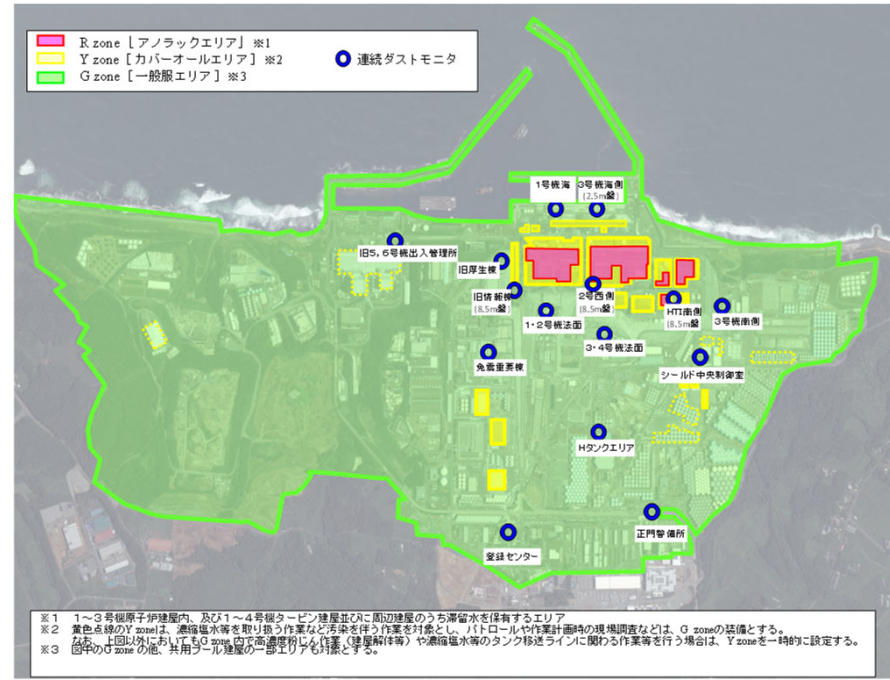 R zone [アノラックエリア] ※1
Y zone [カバーオールエリア] ※2
G zone [一般服エリア] ※3
連続ダストモニタ
1号機海
3号機海側
(2.5m盤)
旧5,6号機出入管理所
旧厚生棟
旧情報棟
(8.5m盤)
2号西側
(8.5m盤)
HTI南側
(8.5m盤)
3号機南側
1・2号機法面
3・4号機法面
免震重要棟
シールド中央制御室
Hタンクエリア
正門警備所
登録センター
※1 1～3号機原子炉建屋内、及び1～4号機タービン建屋並びに周辺建屋のうち滞留水を保有するエリア
※2 黄色点線のY zoneは、濃縮塩水等を取り扱う作業など汚染を伴う作業を対象とし、パトロールや作業計画時の現場調査などは、G zoneの装備とする。
なお、上図以外においてもG zone内で高濃度粉じん作業（建屋解体等）や濃縮塩水等のタンク移送ラインに関わる作業等を行う場合は、Y zoneを一時的に設定する。
※3 図中のG zoneの他、共用プール建屋の一部エリアも対象とする。